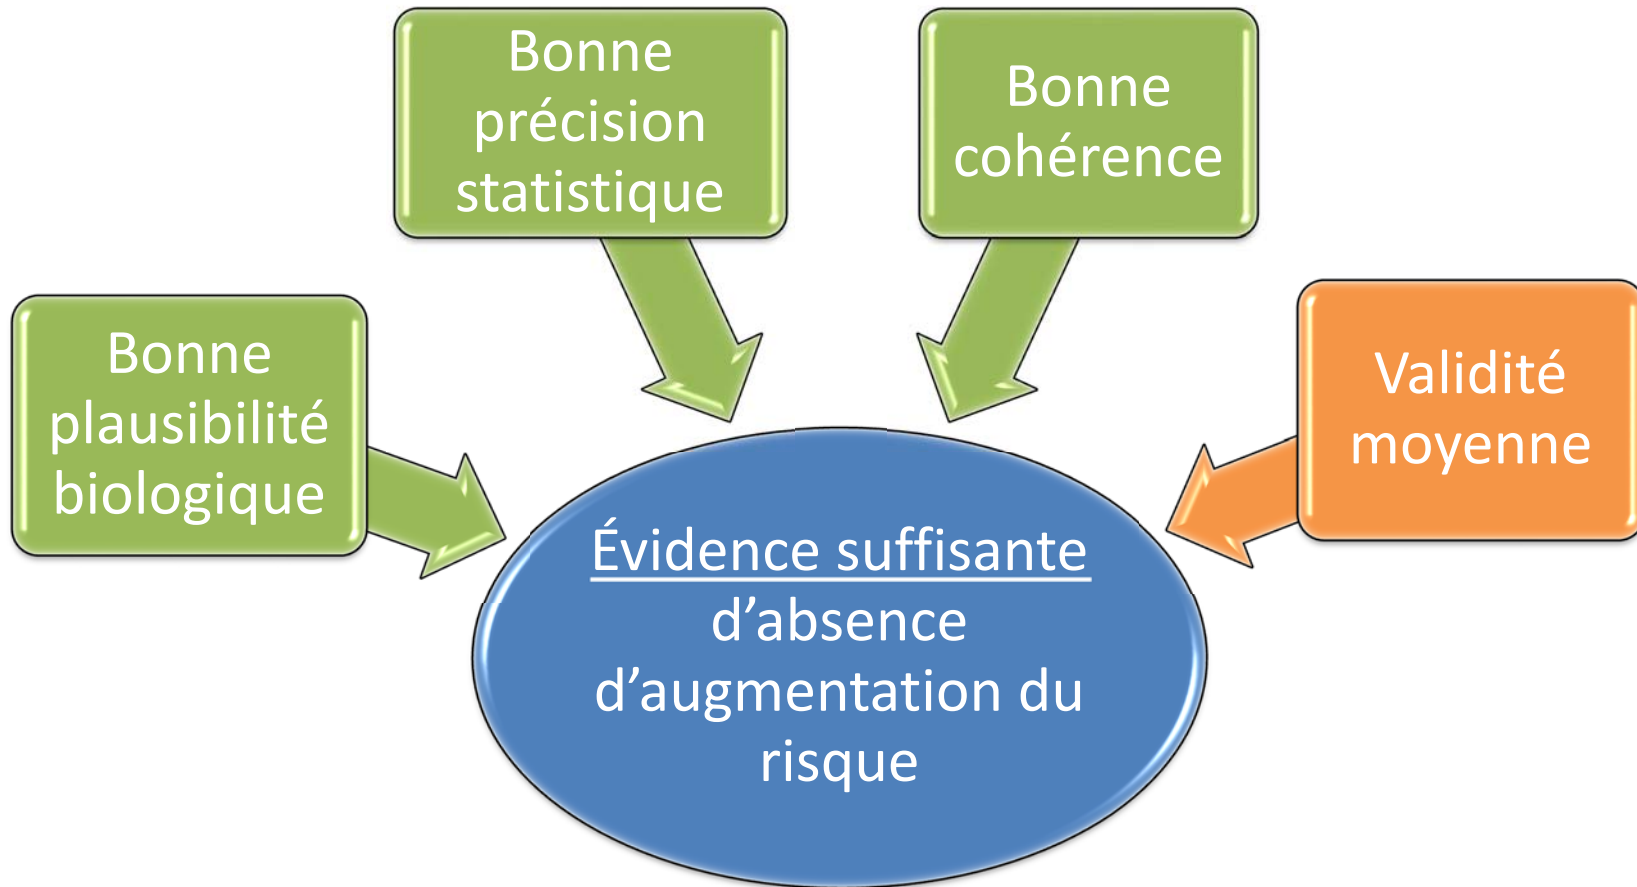 Bonne
précision
statistique
Bonne
cohérence
Bonne
plausibilité
biologique
Validité
moyenne
Évidence suffisante
d’absence
d’augmentation du
risque